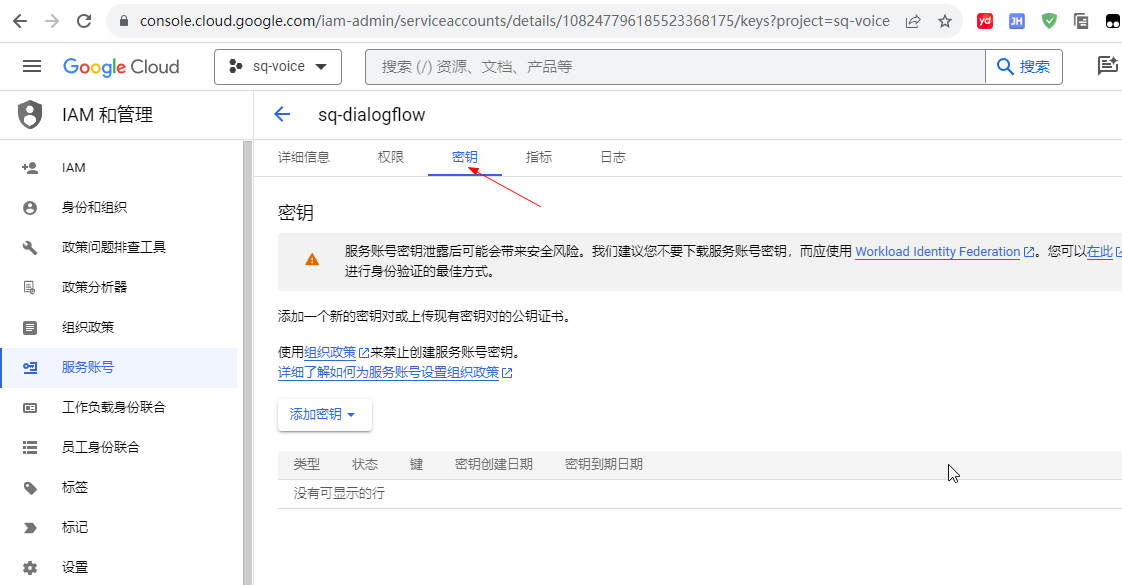 console.cloud.google.com/iam-admin/serviceaccounts/details/108247796185523368175/keys?project=sq-voice
yd
JH
Google Cloud
sq-voice
搜索 (/) 资源、文档、产品等
搜索
IAM 和管理
sq-dialogflow
详细信息
权限
密钥
指标
日志
IAM
身份和组织
政策问题排查工具
政策分析器
组织政策
服务账号
工作负载身份联合
员工身份联合
标签
标记
设置
密钥
服务账号密钥泄露后可能会带来安全风险。我们建议您不要下载服务账号密钥，而应使用 Workload Identity Federation。您可以在此
进行身份验证的最佳方式。
添加一个新的密钥对或上传现有密钥对的公钥证书。
使用组织政策来禁止创建服务账号密钥。
详细了解如何为服务账号设置组织政策
添加密钥
类型 状态 键 密钥创建日期 密钥到期日期
没有可显示的行